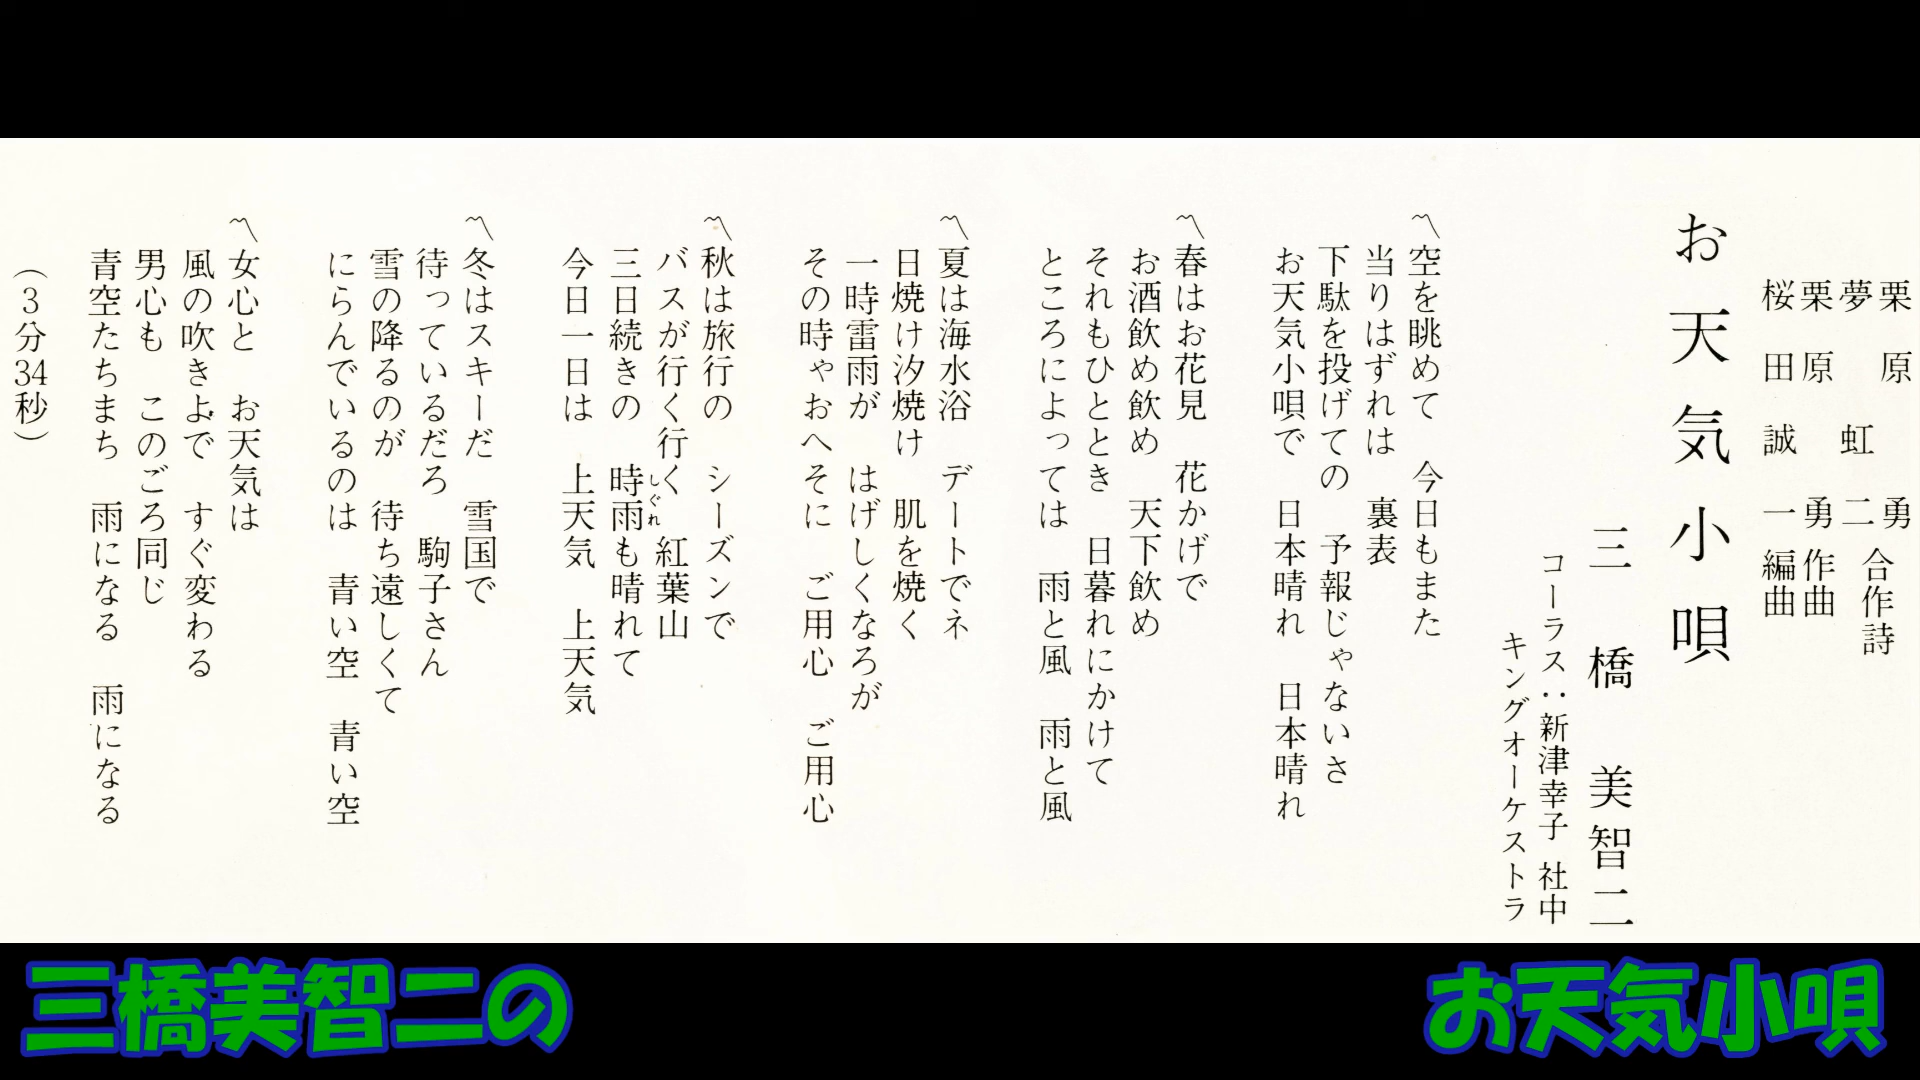 栗原　勇
夢　虹二　合作詩
栗原　勇　作曲
桜田誠一　編曲
お天気小唄
三橋美智二
コーラス：新津幸子 社中
キングオーケストラ
〽空を眺めて　今日もまた
当りはずれは　裏表
下駄を投げての　予報じゃないさ
お天気小唄で　日本晴れ　日本晴れ
〽春はお花見　花かげで
お酒飲め飲め　天下飲め
それもひととき　日暮れにかけて
ところによっては　雨と風　雨と風
〽夏は海水浴　デートでネ
日焼け汐焼け　肌を焼く
一時雷雨が　はげしくなろが
その時ゃおへそに　ご用心　ご用心
〽秋は旅行の　シーズンで
バスが行く行く　紅葉山
三日続きの　時雨も晴れて
しぐれ
今日一日は　上天気　上天気
〽冬はスキーだ　雪国で
待っているだろ　駒子さん
雪の降るのが　待ち遠しくて
にらんでいるのは　青い空　青い空
〽女心と　お天気は
風の吹きよで　すぐ変わる
男心も　このごろ同じ
青空たちまち　雨になる　雨になる
（3分34秒）
三橋美智二の
お天気小唄